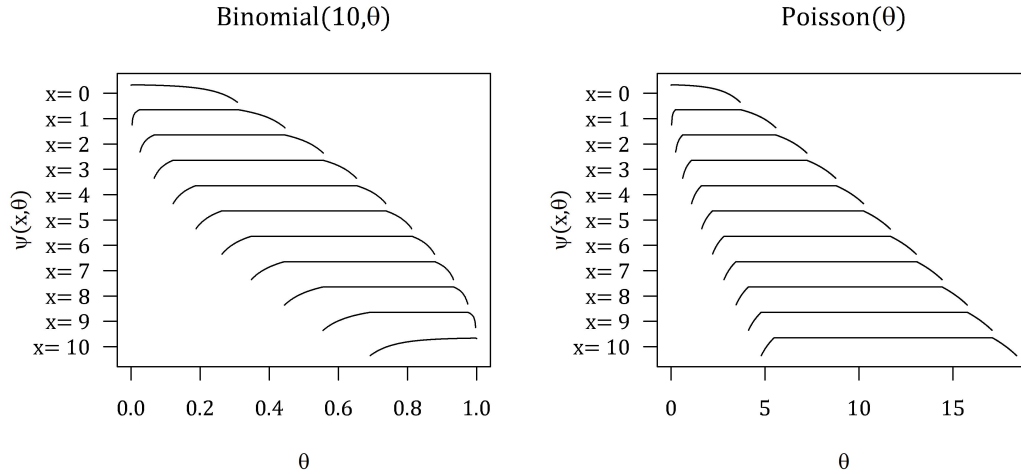 Binomial(10,θ)
ψ(x,θ)
x= 0
x= 1
x= 2
x= 3
x= 4
x= 5
x= 6
x= 7
x= 8
x= 9
x= 10
0.0 0.2 0.4 0.6 0.8 1.0
θ
Poisson(θ)
ψ(x,θ)
x= 0
x= 1
x= 2
x= 3
x= 4
x= 5
x= 6
x= 7
x= 8
x= 9
x= 10
0 5 10 15
θ